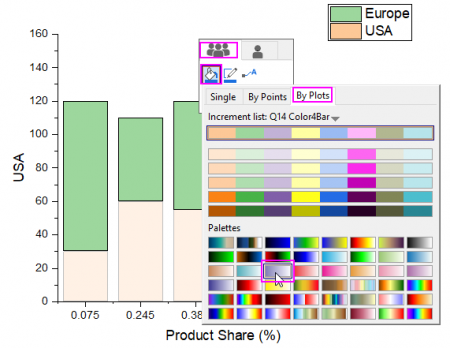 Europe
USA
160
140
120
100
80
60
40
20
0
USA
0.075 0.245 0.38
Product Share (%)
A
Single By Points By Plots
Increment list: Q14 Color4Bar
Palettes